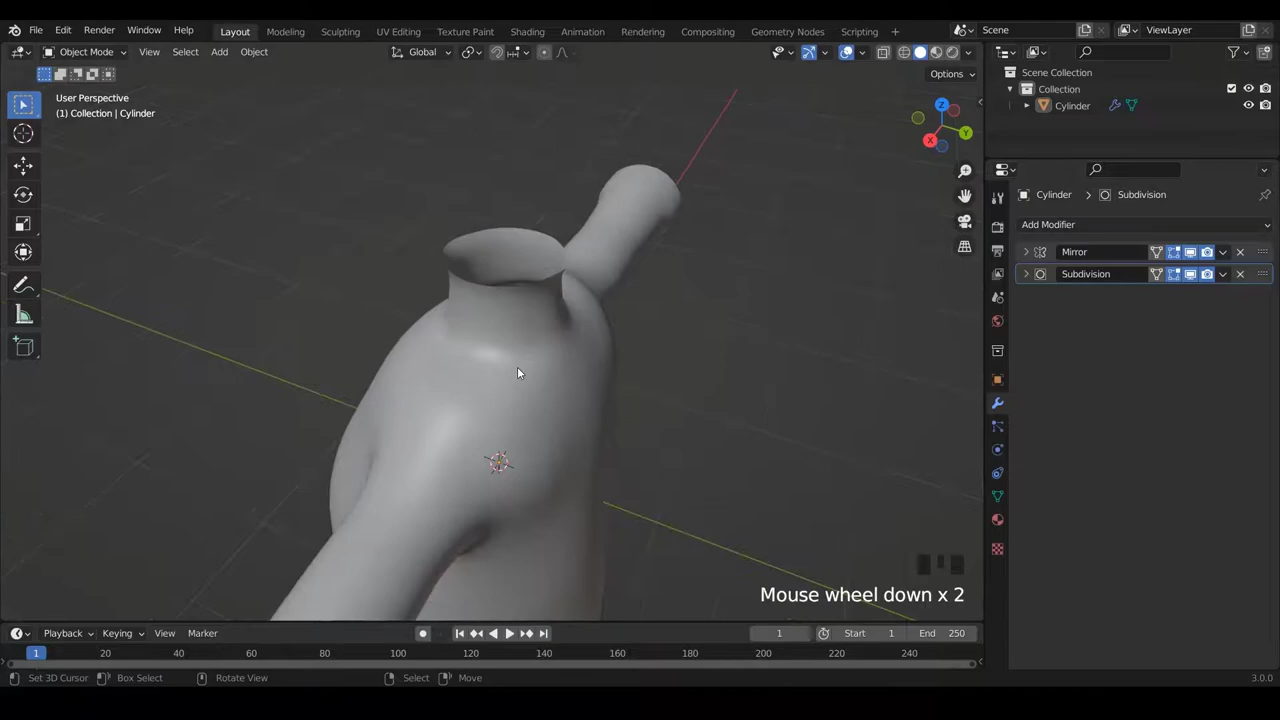 File Edit Render Window Help Layout Modeling Sculpting UV Editing Texture Paint Shading Animation Rendering Compositing Geometry Nodes Scripting + Scene ViewLayer
Object Mode View Select Add Object Global
Options
Scene Collection
Collection
Cylinder
User Perspective
(1) Collection | Cylinder
Z
Y
X
Cylinder > Subdivision
Add Modifier
Mirror
Subdivision
Mouse wheel down x 2
Playback Keying View Marker 1 Start 1 End 250
1 20 40 60 80 100 120 140 160 180 200 220 240
Set 3D Cursor Box Select Rotate View Select Move 3.0.0